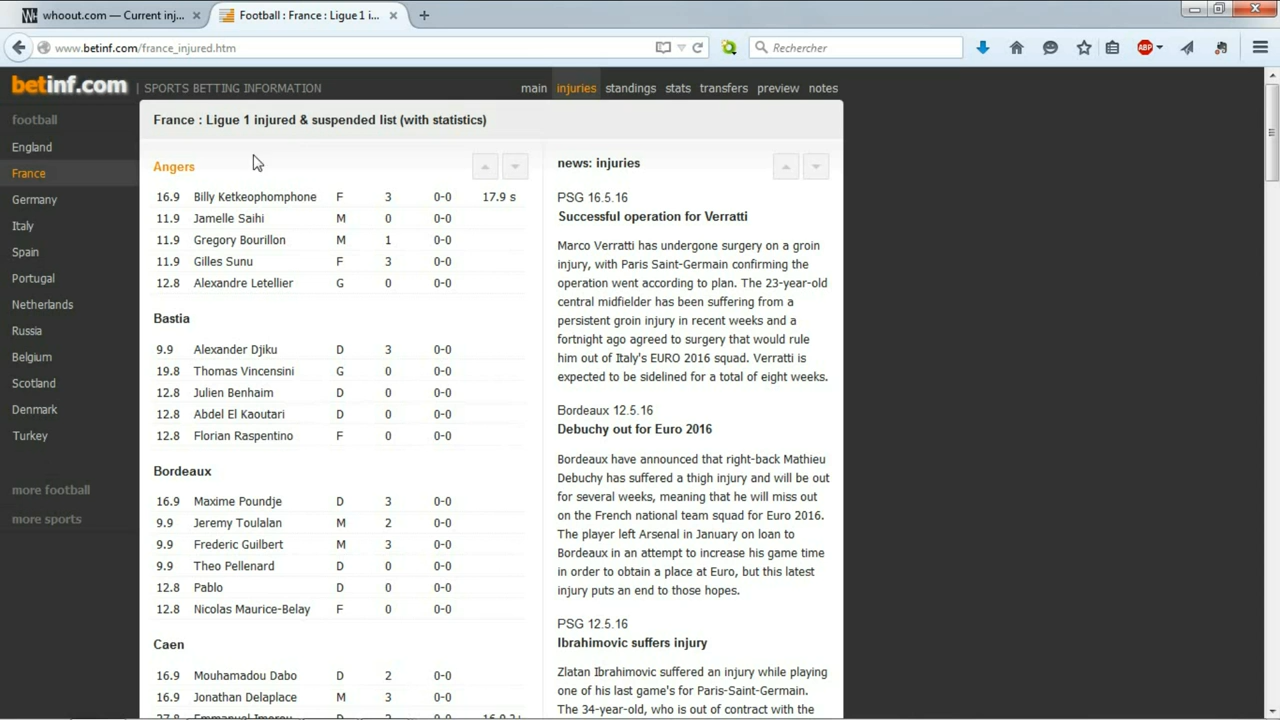 whoout.com — Current inj...
Football : France : Ligue 1 i...
www.betinf.com/france_injured.htm
Rechercher
ABP
betinf.com | SPORTS BETTING INFORMATION
main injuries standings stats transfers preview notes
football
England
France
Germany
Italy
Spain
Portugal
Netherlands
Russia
Belgium
Scotland
Denmark
Turkey
more football
more sports
France : Ligue 1 injured & suspended list (with statistics)
Angers
16.9 Billy Ketkeophomphone F 3 0-0 17.9 s
11.9 Jamelle Saihi M 0 0-0
11.9 Gregory Bourillon M 1 0-0
11.9 Gilles Sunu F 3 0-0
12.8 Alexandre Letellier G 0 0-0
Bastia
9.9 Alexander Djiku D 3 0-0
19.8 Thomas Vincensini G 0 0-0
12.8 Julien Benhaim D 0 0-0
12.8 Abdel El Kaoutari D 0 0-0
12.8 Florian Raspentino F 0 0-0
Bordeaux
16.9 Maxime Poundje D 3 0-0
9.9 Jeremy Toulalan M 2 0-0
9.9 Frederic Guilbert M 3 0-0
9.9 Theo Pellenard D 0 0-0
12.8 Pablo D 0 0-0
12.8 Nicolas Maurice-Belay F 0 0-0
Caen
16.9 Mouhamadou Dabo D 2 0-0
16.9 Jonathan Delaplace M 3 0-0
news: injuries
PSG 16.5.16
Successful operation for Verratti
Marco Verratti has undergone surgery on a groin
injury, with Paris Saint-Germain confirming the
operation went according to plan. The 23-year-old
central midfielder has been suffering from a
persistent groin injury in recent weeks and a
fortnight ago agreed to surgery that would rule
him out of Italy's EURO 2016 squad. Verratti is
expected to be sidelined for a total of eight weeks.
Bordeaux 12.5.16
Debuchy out for Euro 2016
Bordeaux have announced that right-back Mathieu
Debuchy has suffered a thigh injury and will be out
for several weeks, meaning that he will miss out
on the French national team squad for Euro 2016.
The player left Arsenal in January on loan to
Bordeaux in an attempt to increase his game time
in order to obtain a place at Euro, but this latest
injury puts an end to those hopes.
PSG 12.5.16
Ibrahimovic suffers injury
Zlatan Ibrahimovic suffered an injury while playing
one of his last game's for Paris-Saint-Germain.
The 34-year-old, who is out of contract with the